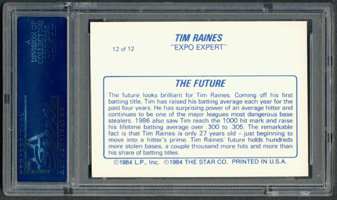 TIM RAINES
12 of 12
"EXPO EXPERT"
THE FUTURE
The future looks brilliant for Tim Raines. Coming off his first
batting title, Tim has raised his batting average each year for the
past four years. He has surprising power of an average hitter and
continues to be one of the major leagues most dangerous base
stealers. 1986 also saw Tim reach the 1000 hit mark and raise
his lifetime batting average over .300 to .305. The remarkable
fact is that Tim Raines is only 27 years old - just beginning to
move into a hitter's prime. Tim Raines' future holds hundreds
more stolen bases, a couple thousand more hits and more than
his share of batting titles.
©1984 L.P., Inc. ©1984 THE STAR CO. PRINTED IN U.S.A.
A
DIVISION OF